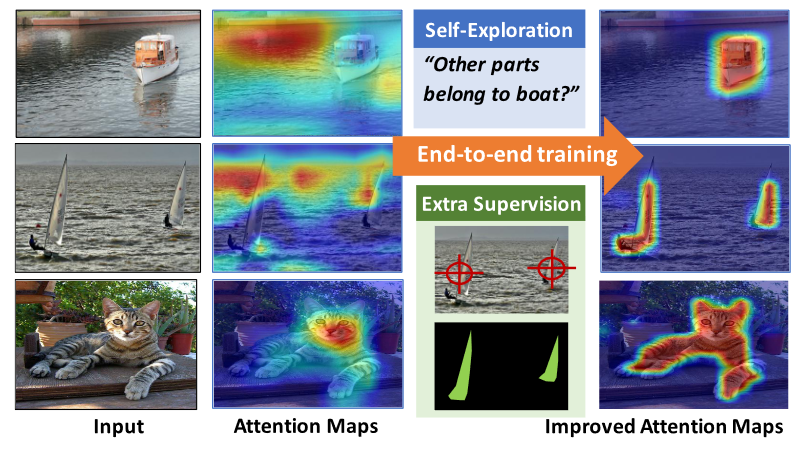 Self-Exploration
“Other parts
belong to boat?”
End-to-end training
Extra Supervision
Input
Attention Maps
Improved Attention Maps